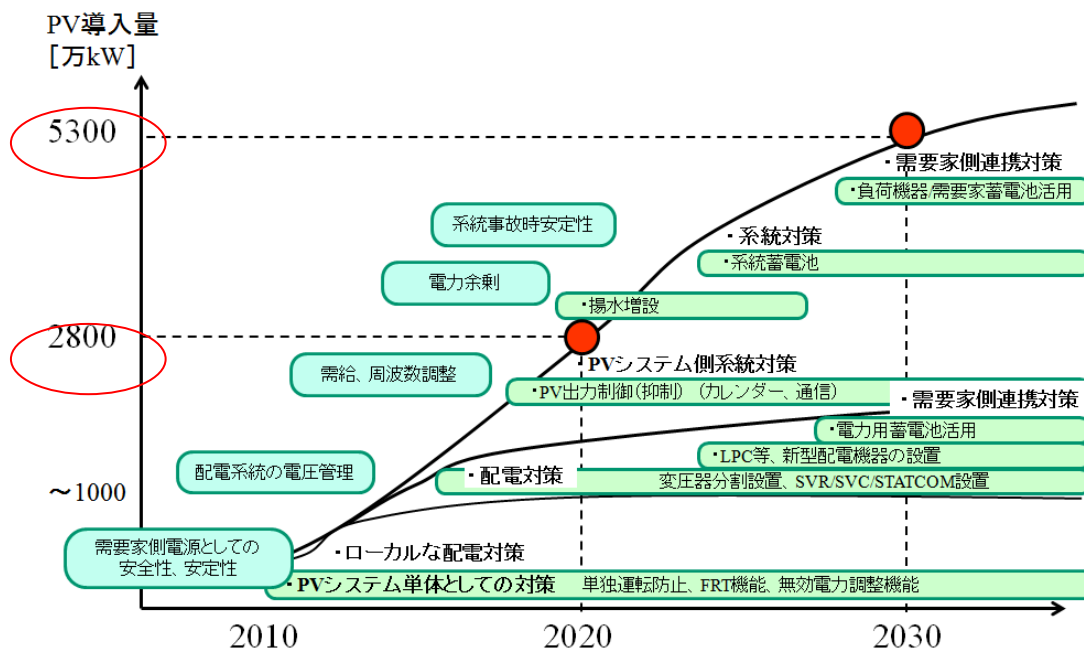 PV導入量
[万kW]
5300
・需要家側連携対策
・負荷機器/需要家蓄電池活用
系統事故時安定性
・系統対策
・系統蓄電池
電力余剰
・揚水増設
2800
・PVシステム側系統対策
需給、周波数調整
・PV出力制御(抑制) (カレンダー、通信)
・需要家側連携対策
・電力用蓄電池活用
・LPC等、新型配電機器の設置
配電系統の電圧管理
・配電対策
変圧器分割設置、SVR/SVC/STATCOM設置
～1000
需要家側電源としての
安全性、安定性
・ローカルな配電対策
・PVシステム単体としての対策 単独運転防止、FRT機能、無効電力調整機能
2010
2020
2030